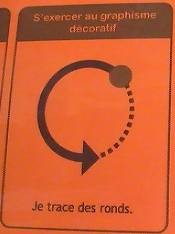 S'exercer au graphisme
décoratif
Je trace des ronds.